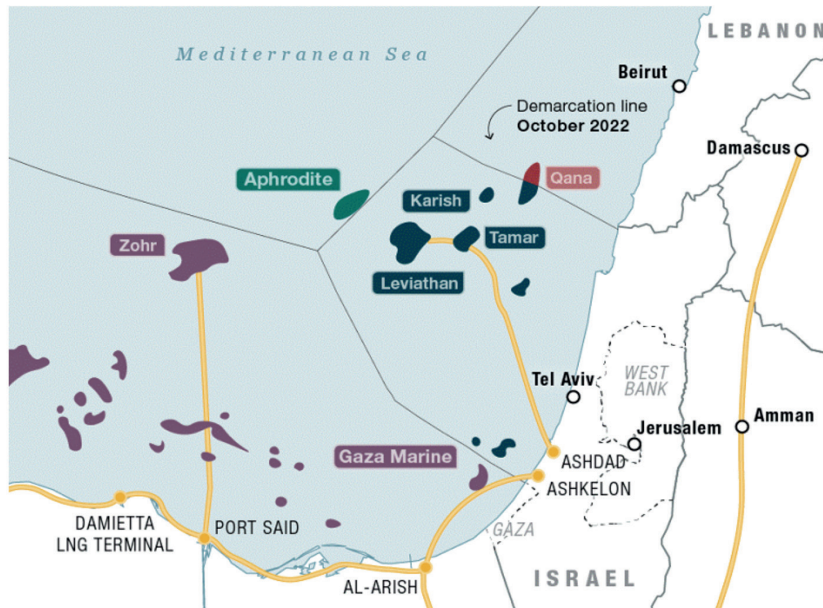 LEBANON
Mediterranean Sea
Beirut
Demarcation line
October 2022
Damascus
Aphrodite
Qana
Karish
Zohr
Tamar
Leviathan
WEST
BANK
Tel Aviv
Jerusalem
Amman
Gaza Marine
ASHDAD
ASHKELON
DAMIETTA
LNG TERMINAL
PORT SAID
GAZA
AL-ARISH
ISRAEL